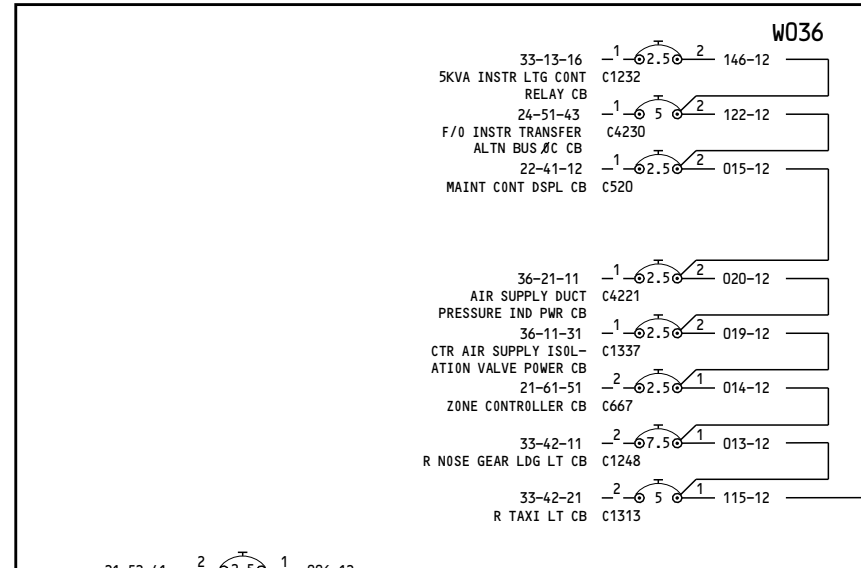 W036
33-13-16 1 2.5 2 146-12
5KVA INSTR LTG CONT C1232
RELAY CB
24-51-43 1 5 2 122-12
F/O INSTR TRANSFER C4230
ALTN BUS ØC CB
22-41-12 1 2.5 2 015-12
MAINT CONT DSPL CB C520
36-21-11 1 2.5 2 020-12
AIR SUPPLY DUCT C4221
PRESSURE IND PWR CB
36-11-31 1 2.5 2 019-12
CTR AIR SUPPLY ISOL- C1337
ATION VALVE POWER CB
21-61-51 2 2.5 1 014-12
ZONE CONTROLLER CB C667
33-42-11 2 7.5 1 013-12
R NOSE GEAR LDG LT CB C1248
33-42-21 2 5 1 115-12
R TAXI LT CB C1313
2 1